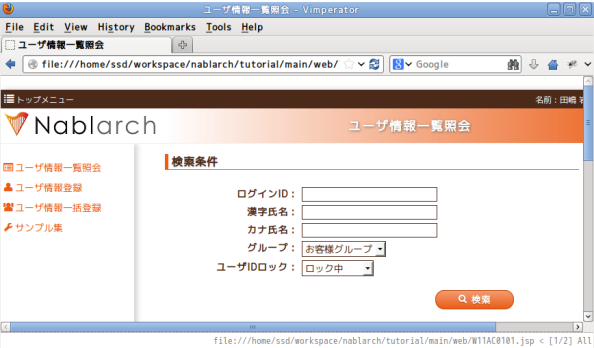 ユーザ情報一覧照会 - Vimperator
File Edit View History Bookmarks Tools Help
ユーザ情報一覧照会
file:///home/ssd/workspace/nablarch/tutorial/main/web/ Google
トップメニュー 名前：田嶋
Nablarch ユーザ情報一覧照会
ユーザ情報一覧照会
ユーザ情報登録
ユーザ情報一括登録
サンプル集
検索条件
ログインID：
漢字氏名：
カナ氏名：
グループ： お客様グループ
ユーザIDロック： ロック中
検索
file:///home/ssd/workspace/nablarch/tutorial/main/web/W11AC0101.jsp < [1/2] All